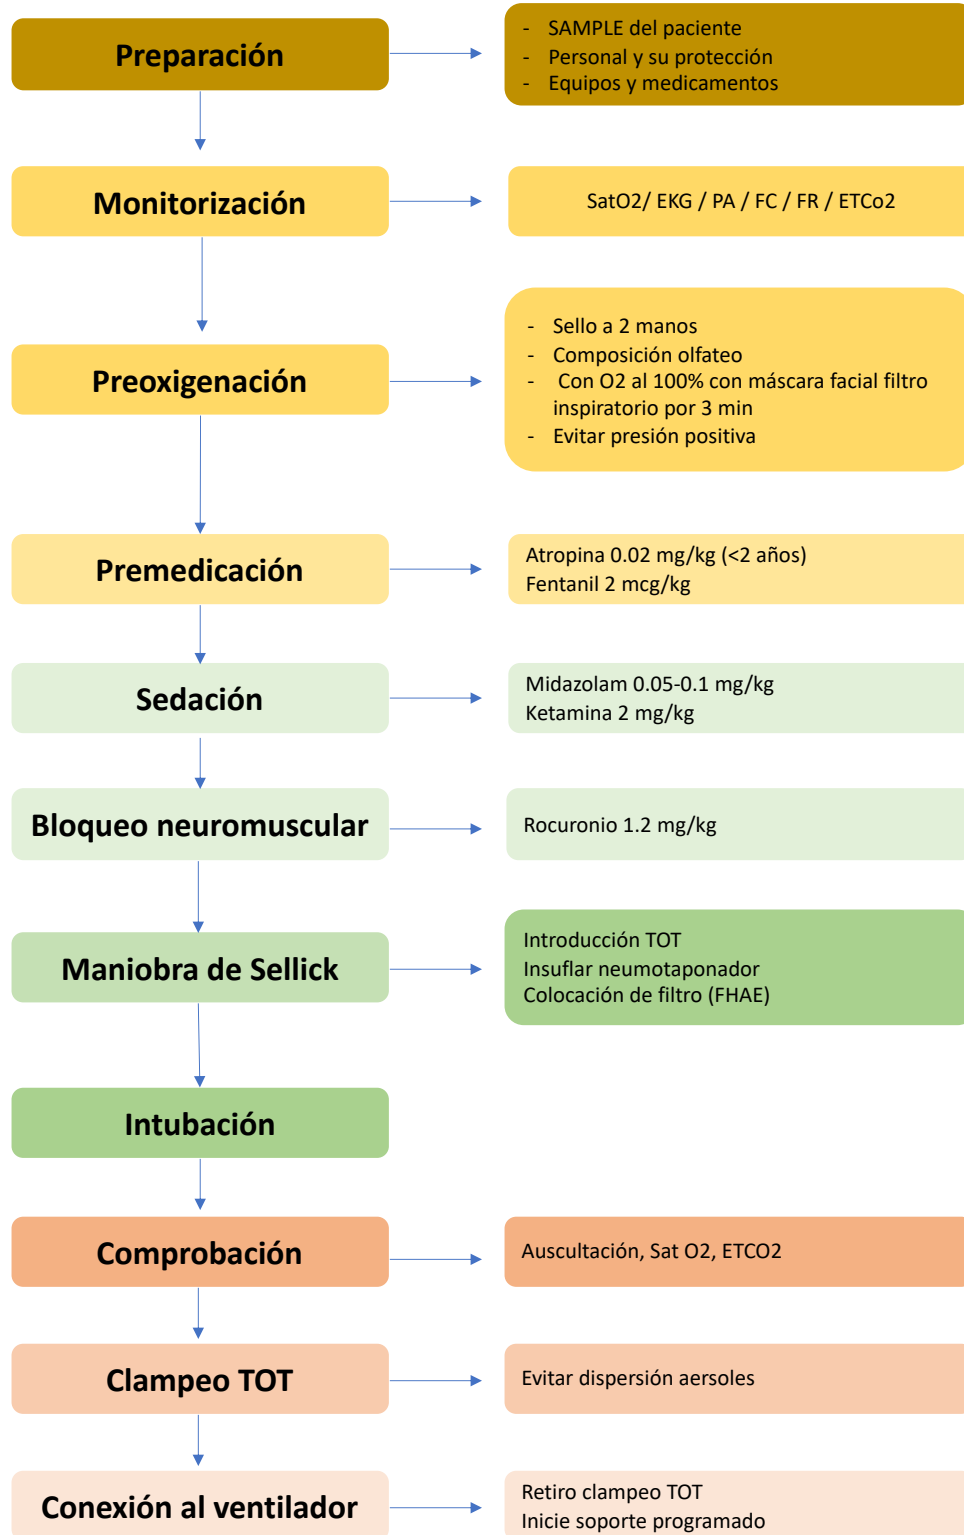 Preparación
- SAMPLE del paciente
- Personal y su protección
- Equipos y medicamentos
Monitorización
SatO2/ EKG / PA / FC / FR / ETCo2
Preoxigenación
- Sello a 2 manos
- Composición olfateo
- Con O2 al 100% con máscara facial filtro
inspiratorio por 3 min
- Evitar presión positiva
Premedicación
Atropina 0.02 mg/kg (<2 años)
Fentanil 2 mcg/kg
Sedación
Midazolam 0.05-0.1 mg/kg
Ketamina 2 mg/kg
Bloqueo neuromuscular
Rocuronio 1.2 mg/kg
Maniobra de Sellick
Introducción TOT
Insuflar neumotaponador
Colocación de filtro (FHAE)
Intubación
Comprobación
Auscultación, Sat O2, ETCO2
Clampeo TOT
Evitar dispersión aersoles
Conexión al ventilador
Retiro clampeo TOT
Inicie soporte programado